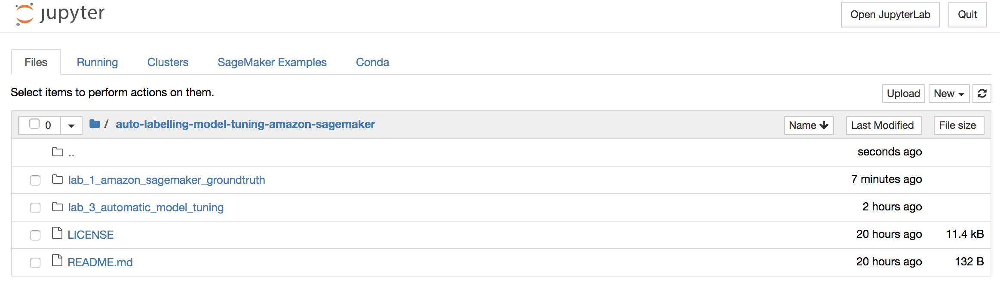 jupyter
Open JupyterLab
Quit
Files
Running
Clusters
SageMaker Examples
Conda
Select items to perform actions on them.
Upload
New
0
/ auto-labelling-model-tuning-amazon-sagemaker
Name
Last Modified
File size
.. seconds ago
lab_1_amazon_sagemaker_groundtruth 7 minutes ago
lab_3_automatic_model_tuning 2 hours ago
LICENSE 20 hours ago 11.4 kB
README.md 20 hours ago 132 B